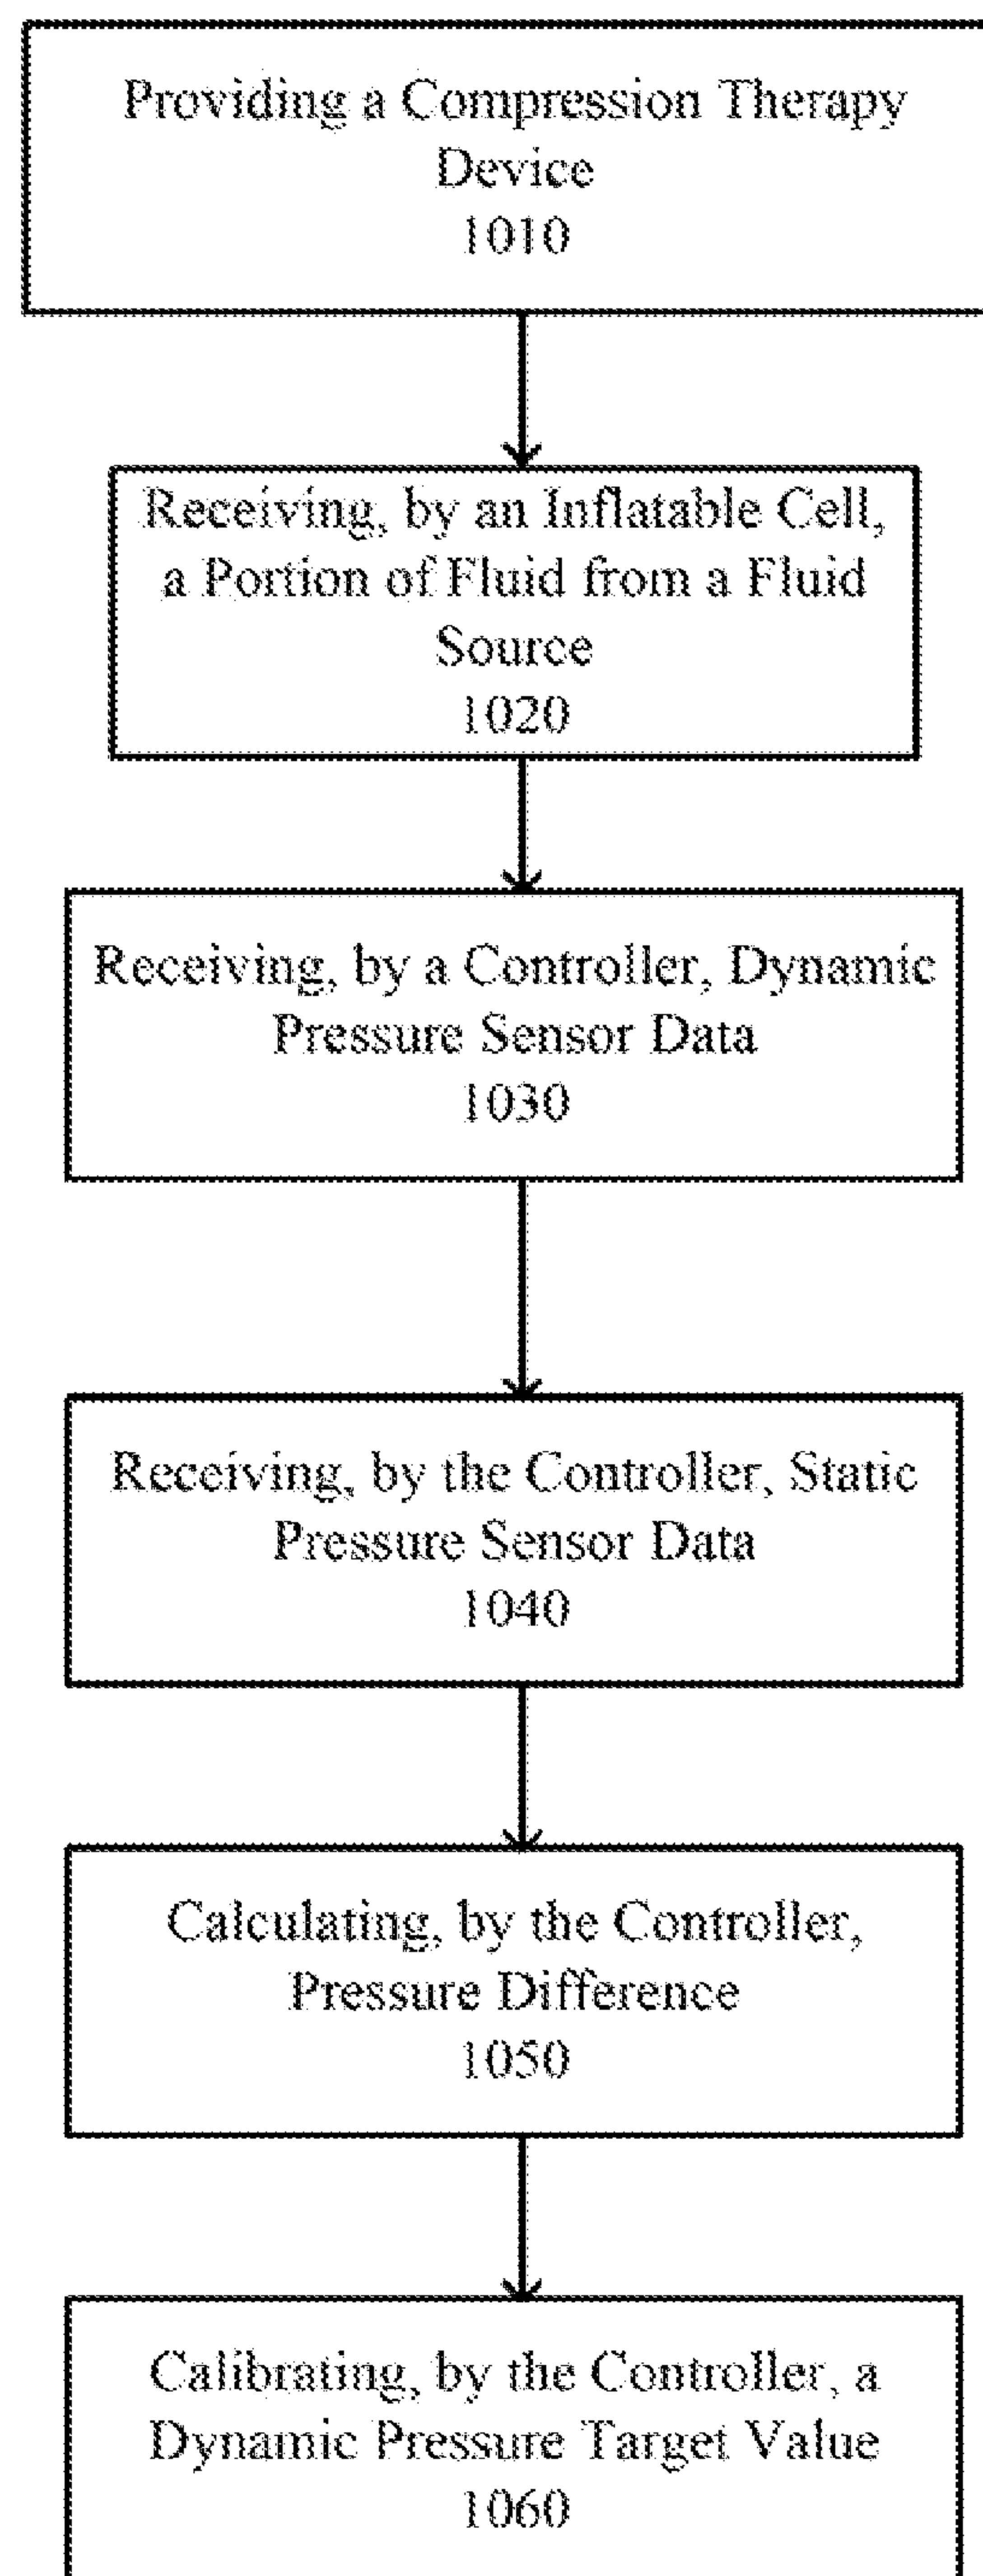 Providing a Compression Therapy
Device
1010
Receiving, by an Inflatable Cell,
a Portion of Fluid from a Fluid
Source
1020
Receiving, by a Controller, Dynamic
Pressure Sensor Data
1030
Receiving, by the Controller, Static
Pressure Sensor Data
1040
Calculating, by the Controller,
Pressure Difference
1050
Calibrating, by the Controller, a
Dynamic Pressure Target Value
1060